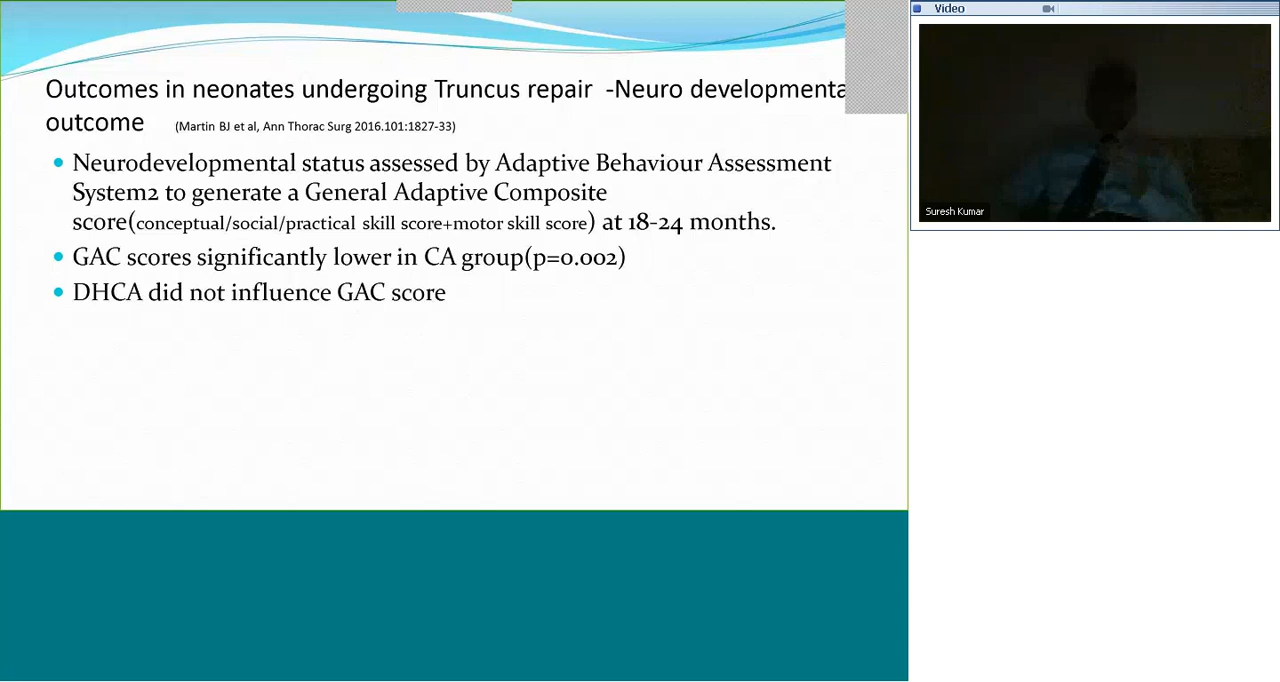 Outcomes in neonates undergoing Truncus repair -Neuro developmenta
outcome (Martin BJ et al, Ann Thorac Surg 2016.101:1827-33)
Neurodevelopmental status assessed by Adaptive Behaviour Assessment
System2 to generate a General Adaptive Composite
score(conceptual/social/practical skill score+motor skill score) at 18-24 months.
GAC scores significantly lower in CA group(p=0.002)
DHCA did not influence GAC score
Video
Suresh Kumar